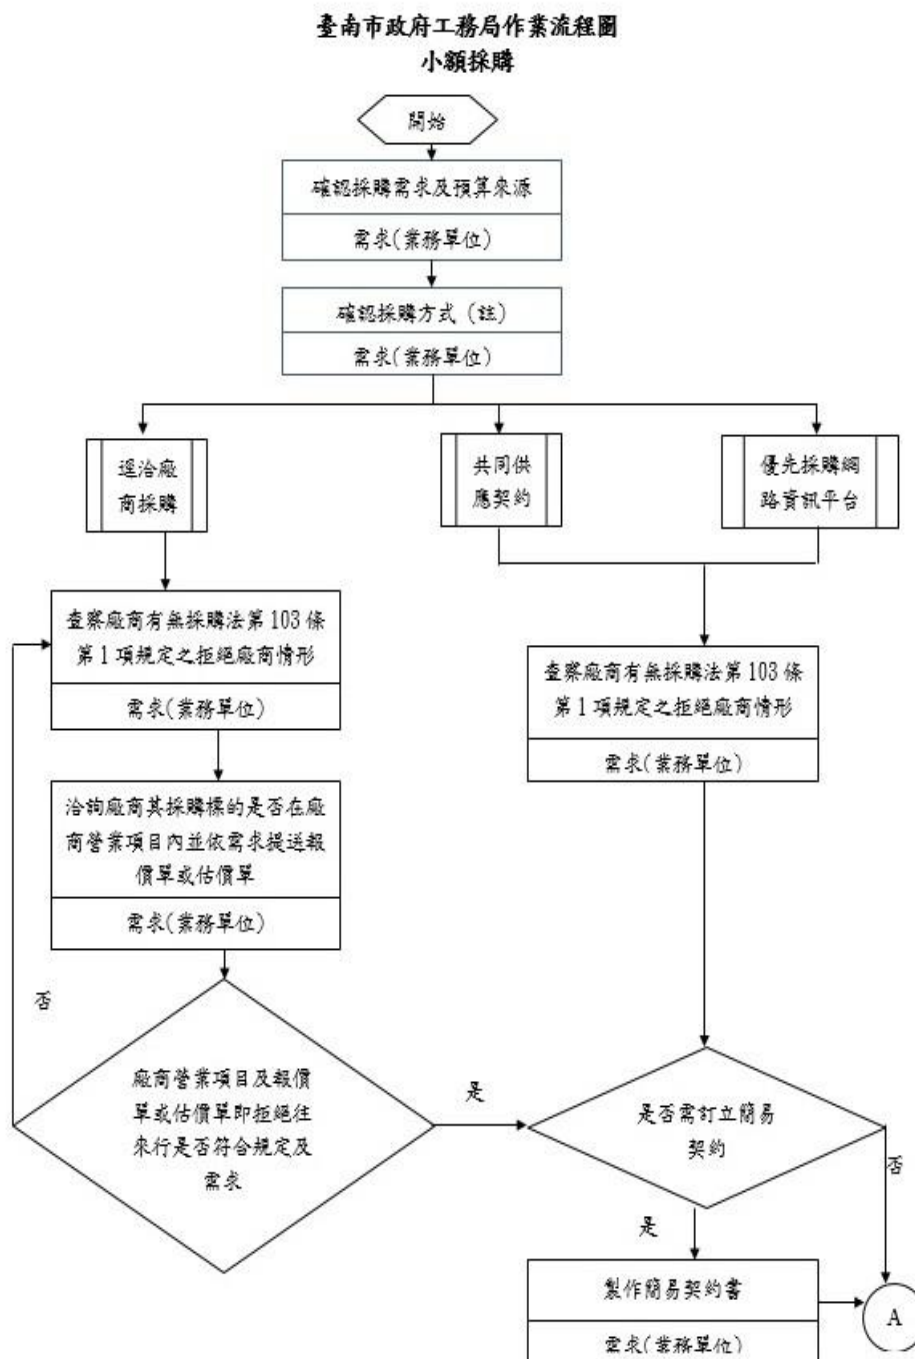 臺南市政府工務局作業流程圖
小額採購
開始
確認採購需求及預算來源
需求(業務單位)
確認採購方式（註）
需求(業務單位)
逕洽廠
商採購
共同供
應契約
優先採購網
路資訊平台
查察廠商有無採購法第 103 條
第 1 項規定之拒絕廠商情形
需求(業務單位)
查察廠商有無採購法第 103 條
第 1 項規定之拒絕廠商情形
需求(業務單位)
洽詢廠商其採購標的是否在廠
商營業項目內並依需求提送報
價單或估價單
需求(業務單位)
否
廠商營業項目及報價
單或估價單即拒絕往
來行是否符合規定及
需求
是
是否需訂立簡易
契約
否
是
製作簡易契約書
需求(業務單位)
A